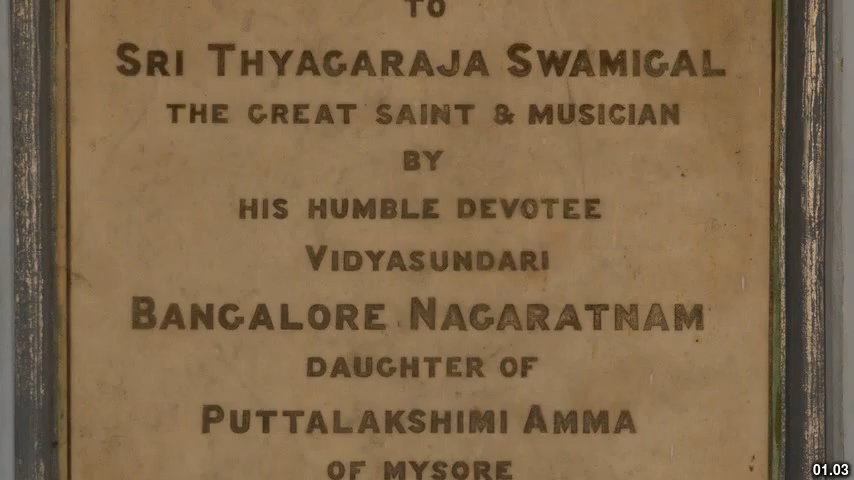 TO
SRI THYAGARAJA SWAMIGAL
THE GREAT SAINT & MUSICIAN
BY
HIS HUMBLE DEVOTEE
VIDYASUNDARI
BANGALORE NAGARATNAM
DAUGHTER OF
PUTTALAKSHIMI AMMA
OF MYSORE
01.03